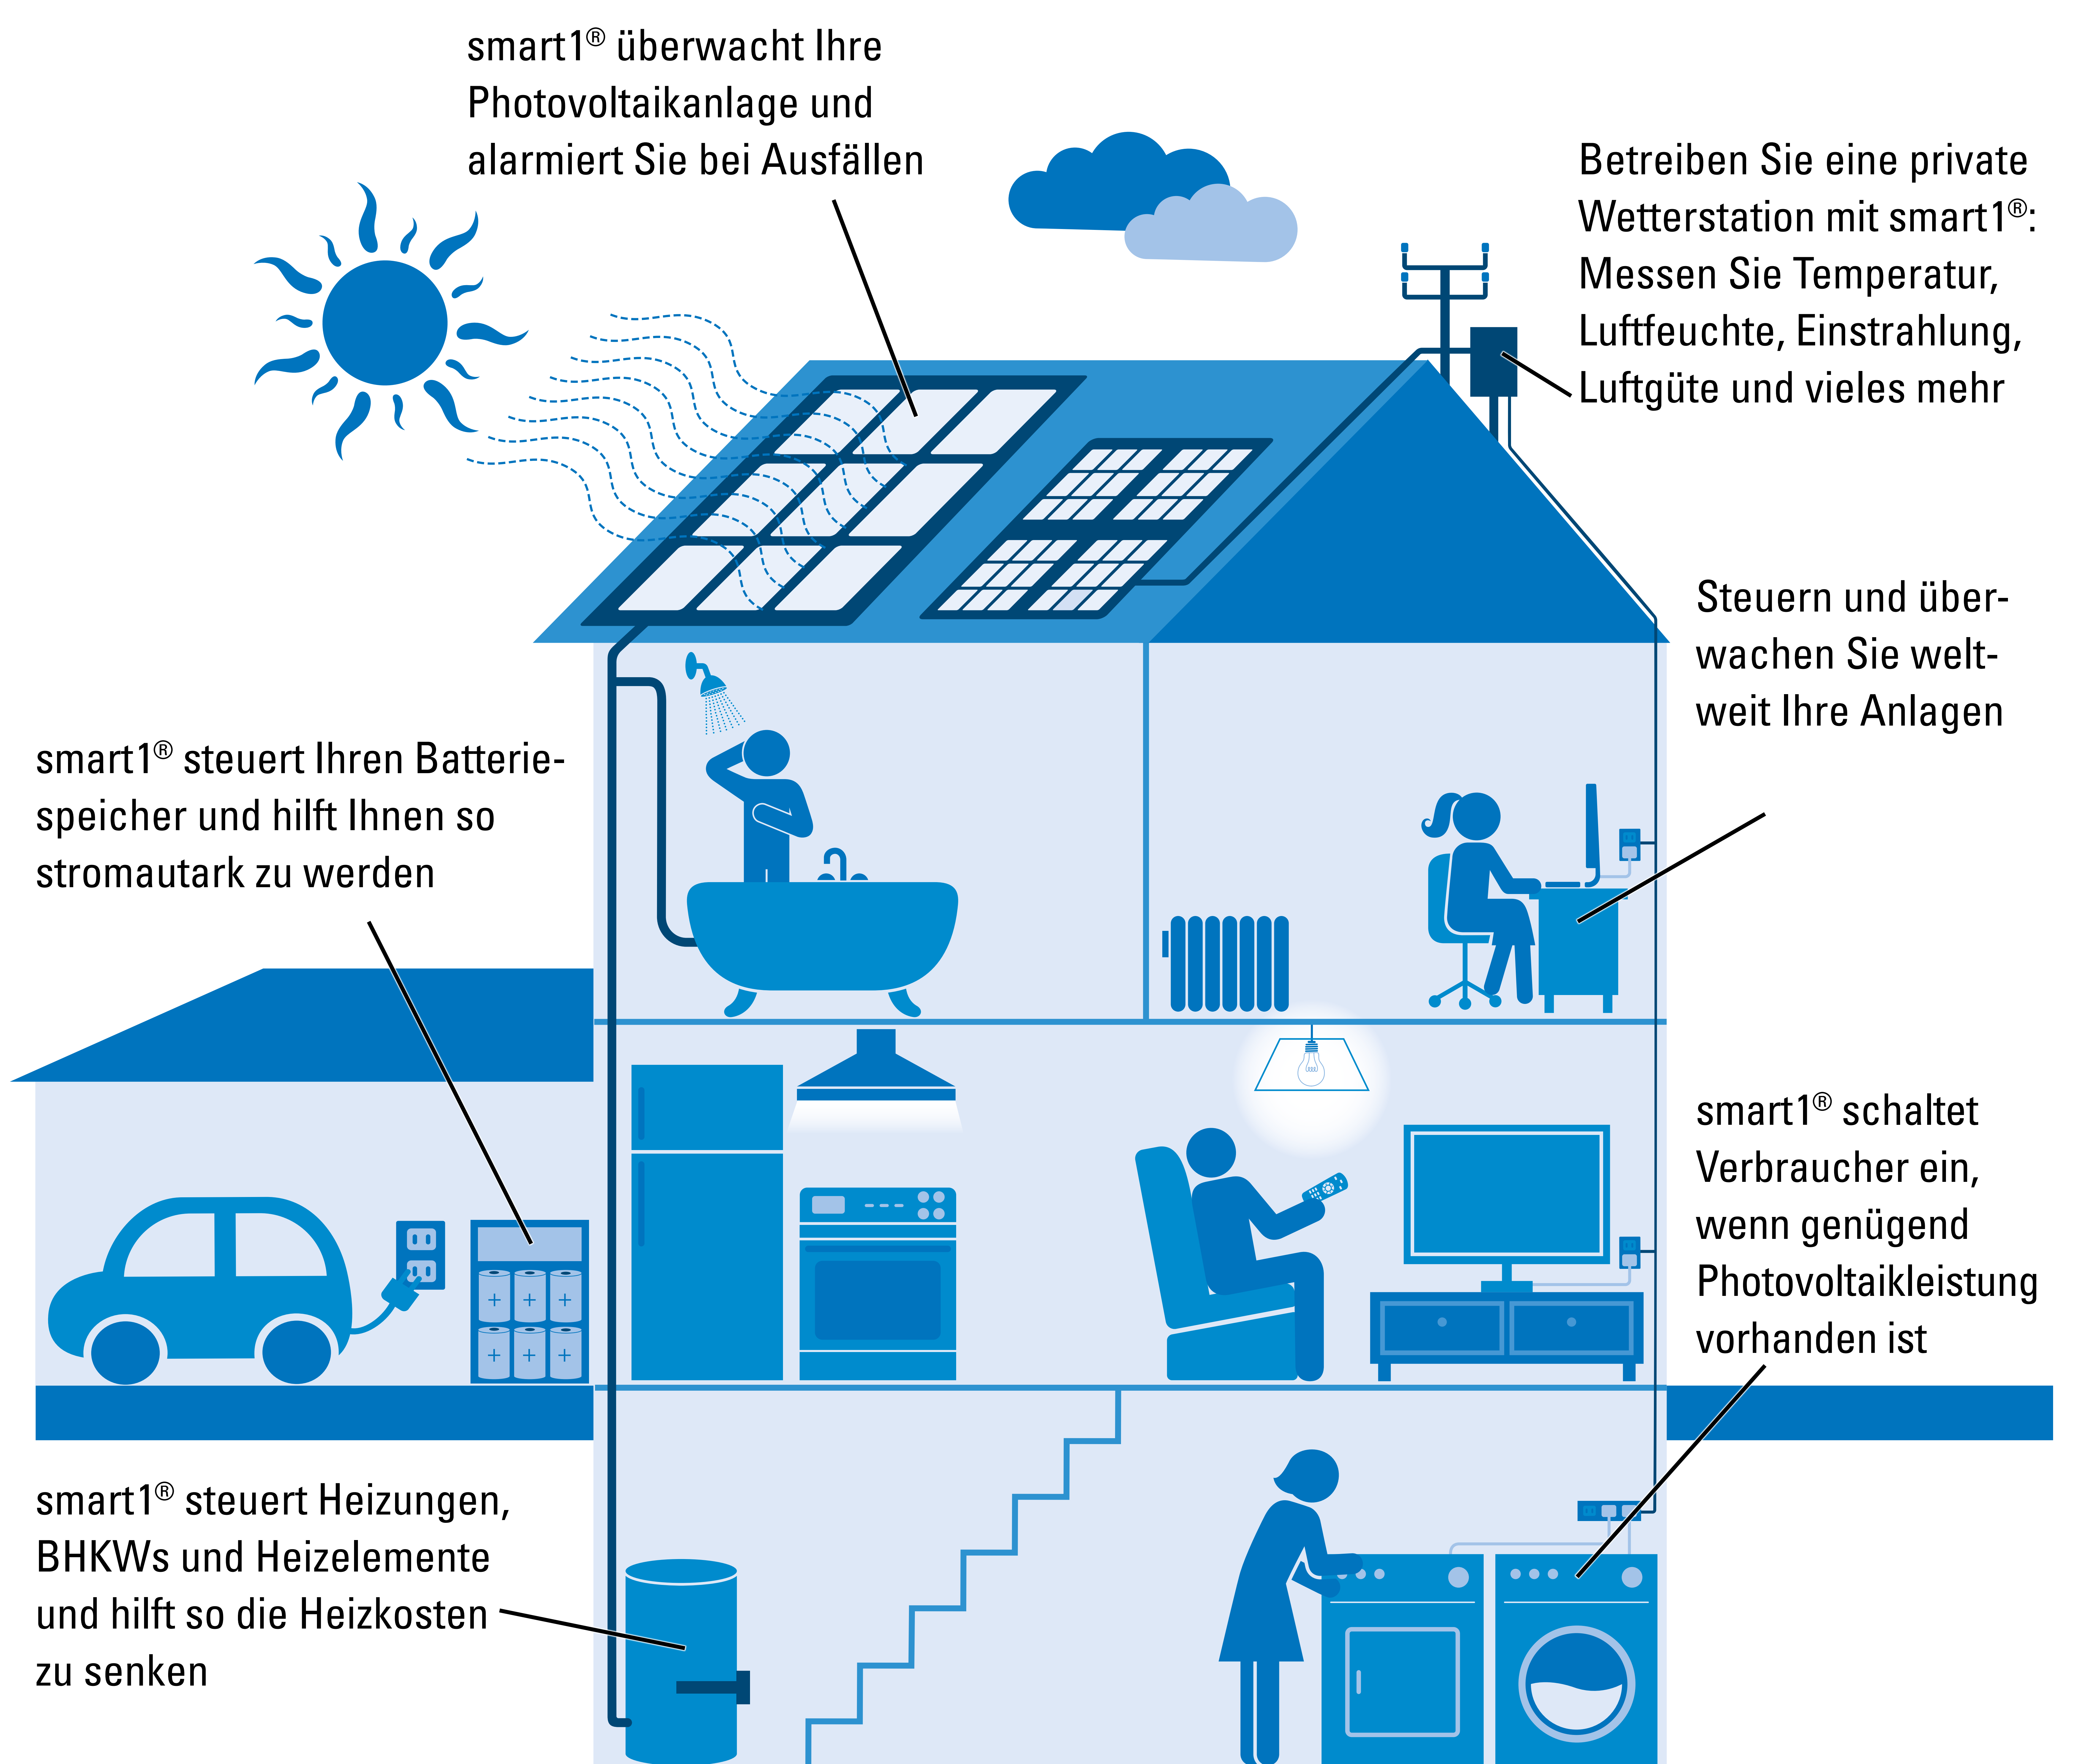 smart1® überwacht Ihre
Photovoltaikanlage und
alarmiert Sie bei Ausfällen
Betreiben Sie eine private
Wetterstation mit smart1®:
Messen Sie Temperatur,
Luftfeuchte, Einstrahlung,
Luftgüte und vieles mehr
Steuern und über-
wachen Sie welt-
weit Ihre Anlagen
smart1® steuert Ihren Batterie-
speicher und hilft Ihnen so
stromautark zu werden
smart1® schaltet
Verbraucher ein,
wenn genügend
Photovoltaikleistung
vorhanden ist
smart1® steuert Heizungen,
BHKWs und Heizelemente
und hilft so die Heizkosten
zu senken